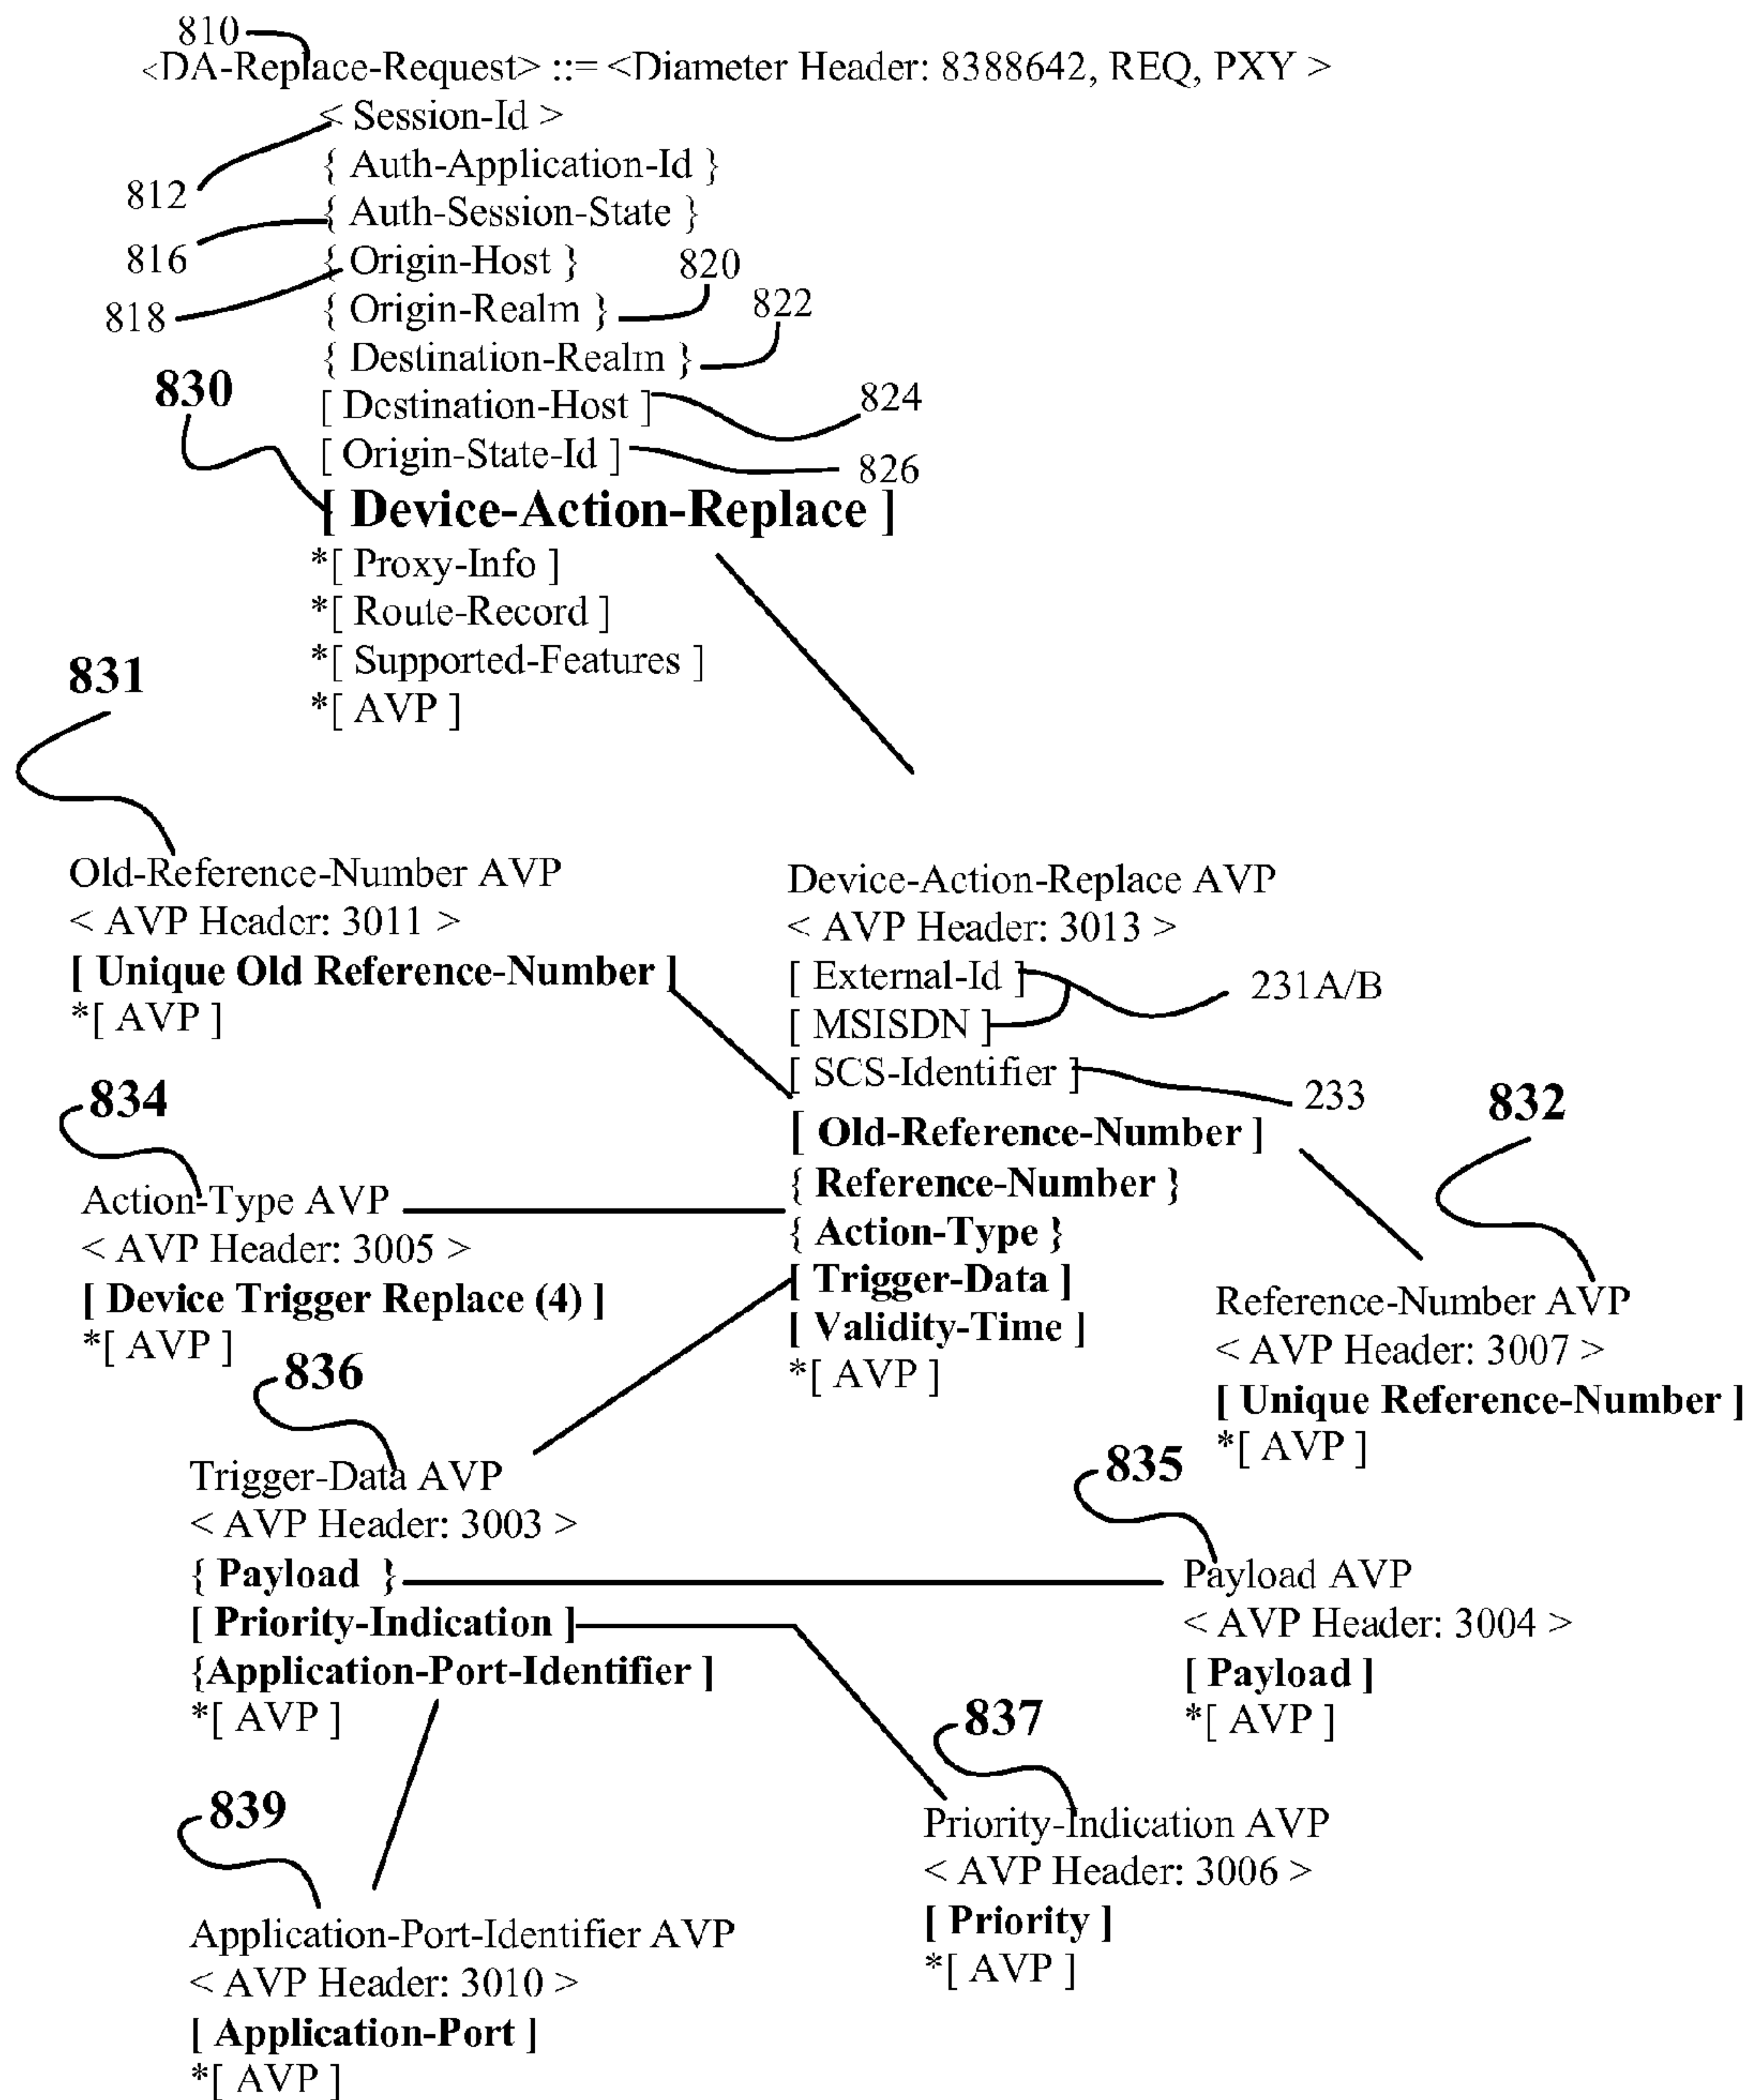 810
<DA-Replace-Request> ::= <Diameter Header: 8388642, REQ, PXY >
< Session-Id >
{ Auth-Application-Id }
812
{ Auth-Session-State }
816
{ Origin-Host }
820
818
{ Origin-Realm }
822
{ Destination-Realm }
830
[ Destination-Host ]
824
[ Origin-State-Id ]
826
[ Device-Action-Replace ]
*[ Proxy-Info ]
*[ Route-Record ]
*[ Supported-Features ]
*[ AVP ]
831
Old-Reference-Number AVP
< AVP Header: 3011 >
[ Unique Old Reference-Number ]
*[ AVP ]
Device-Action-Replace AVP
< AVP Header: 3013 >
[ External-Id ]
231A/B
[ MSISDN ]
[ SCS-Identifier ]
233
[ Old-Reference-Number ]
{ Reference-Number }
{ Action-Type }
[ Trigger-Data ]
[ Validity-Time ]
*[ AVP ]
834
Action-Type AVP
< AVP Header: 3005 >
[ Device Trigger Replace (4) ]
*[ AVP ]
832
Reference-Number AVP
< AVP Header: 3007 >
[ Unique Reference-Number ]
*[ AVP ]
836
Trigger-Data AVP
< AVP Header: 3003 >
{ Payload }
[ Priority-Indication ]
{Application-Port-Identifier ]
*[ AVP ]
835
Payload AVP
< AVP Header: 3004 >
[ Payload ]
*[ AVP ]
837
Priority-Indication AVP
< AVP Header: 3006 >
[ Priority ]
*[ AVP ]
839
Application-Port-Identifier AVP
< AVP Header: 3010 >
[ Application-Port ]
*[ AVP ]